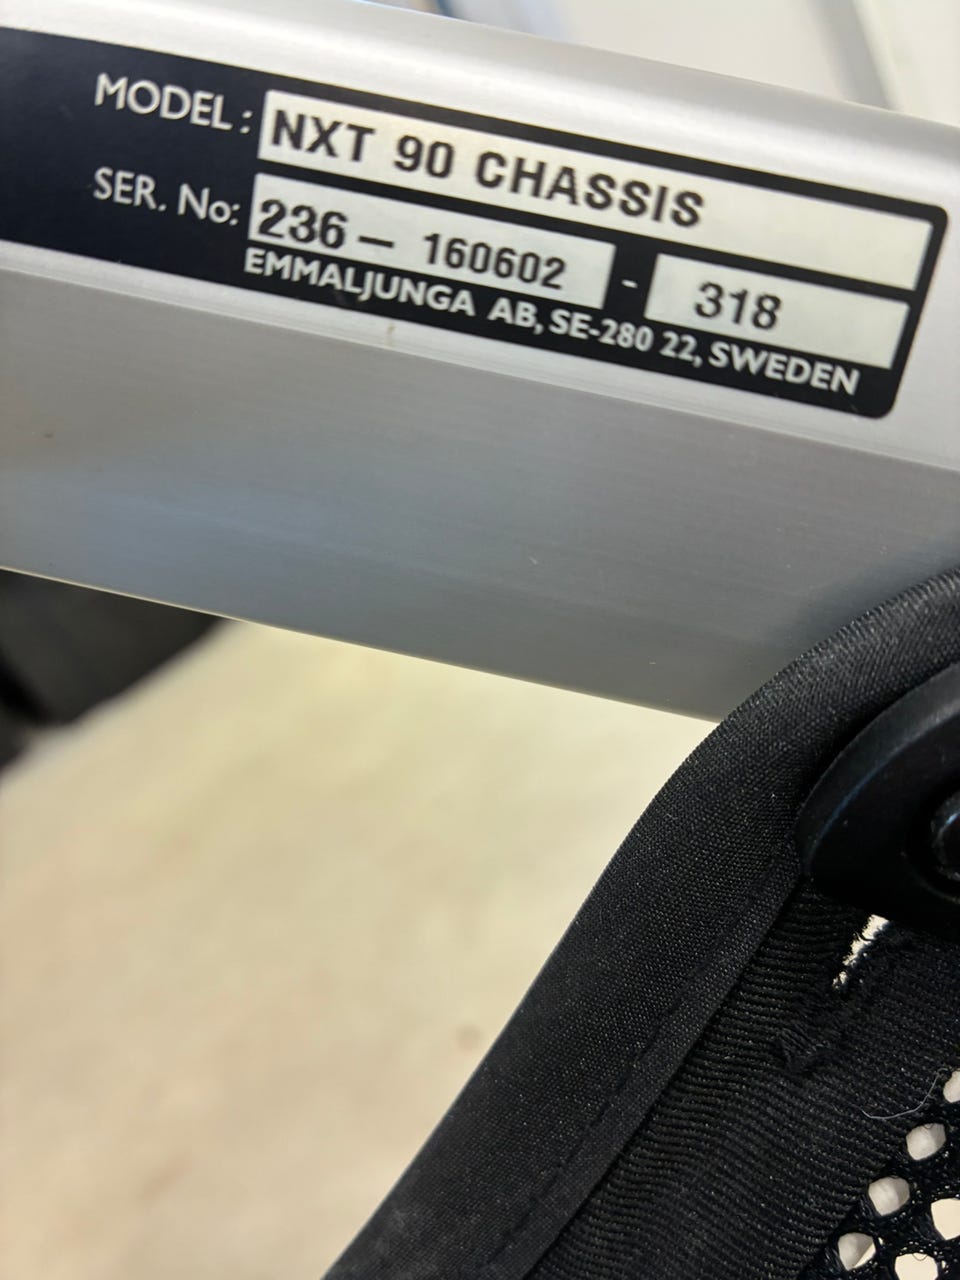 MODEL: NXT 90 CHASSIS
SER. No: 236 – 160602 - 318
EMMALJUNGA AB, SE-280 22, SWEDEN